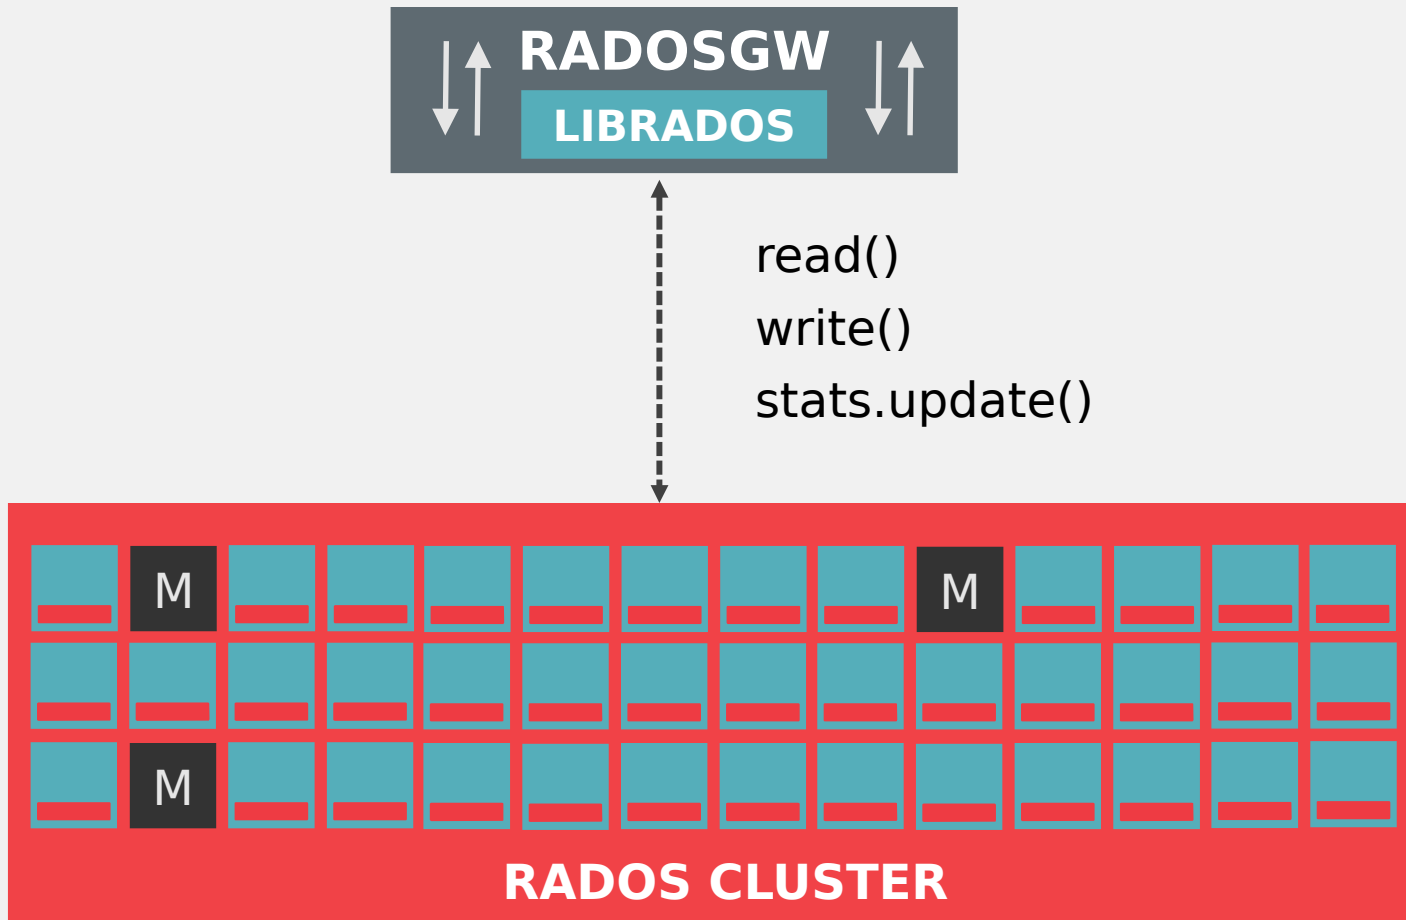 RADOSGW
LIBRADOS
read()
write()
stats.update()
M
M
M
RADOS CLUSTER